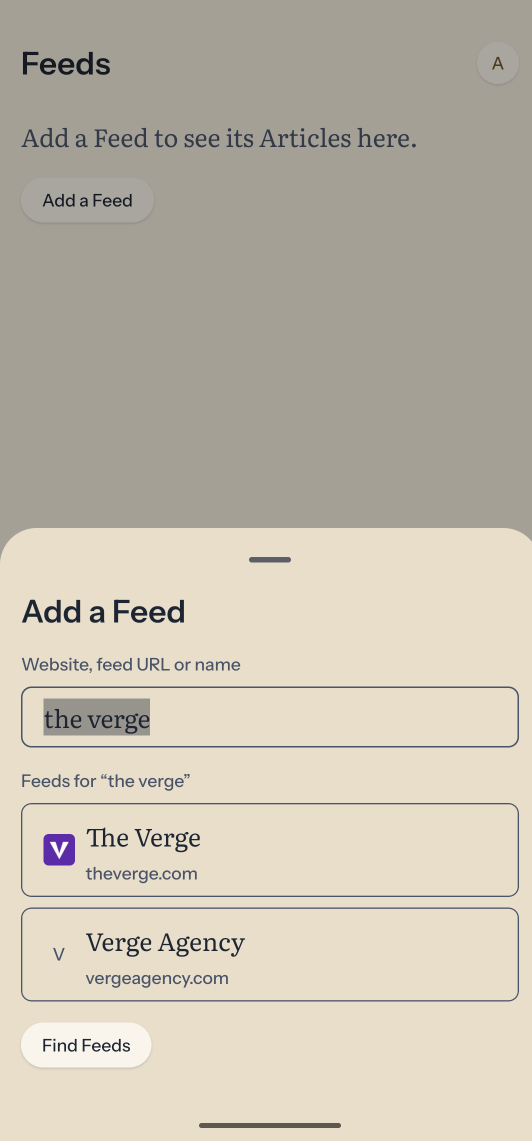 Feeds
A
Add a Feed to see its Articles here.
Add a Feed
Add a Feed
Website, feed URL or name
the verge
Feeds for “the verge”
V
The Verge
theverge.com
V
Verge Agency
vergeagency.com
Find Feeds